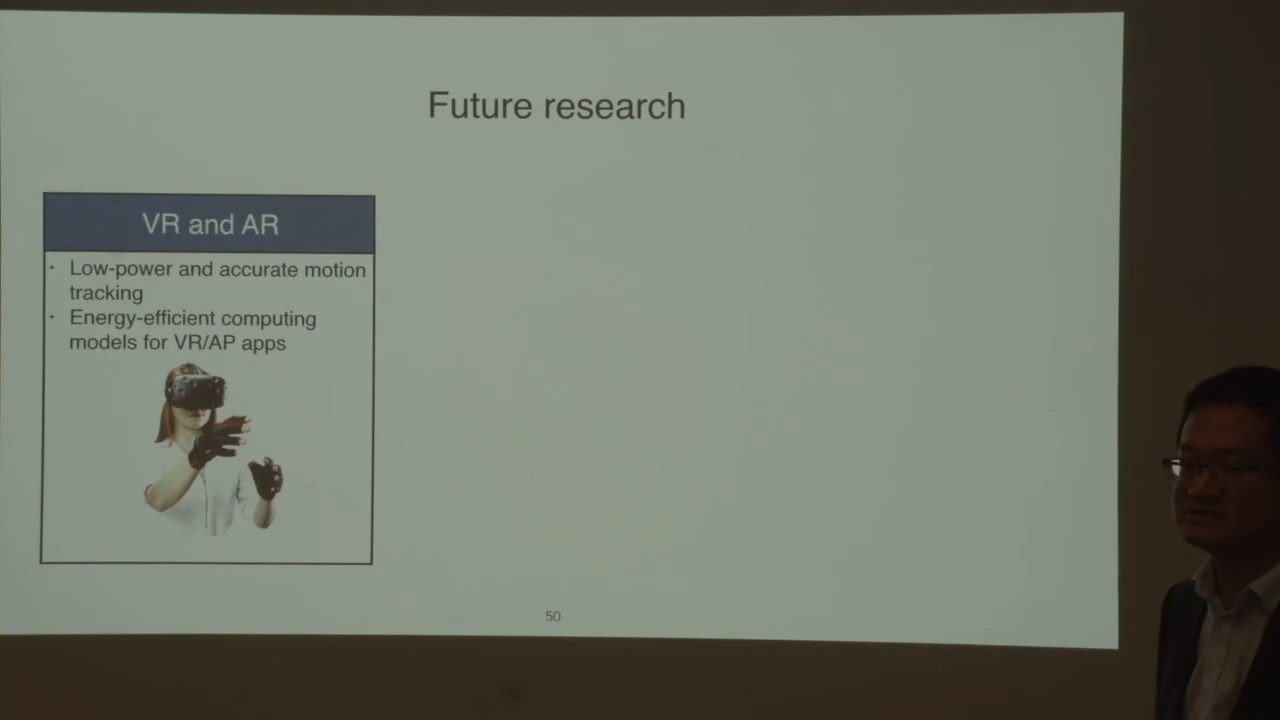 Future research
VR and AR
· Low-power and accurate motion
tracking
· Energy-efficient computing
models for VR/AP apps
50